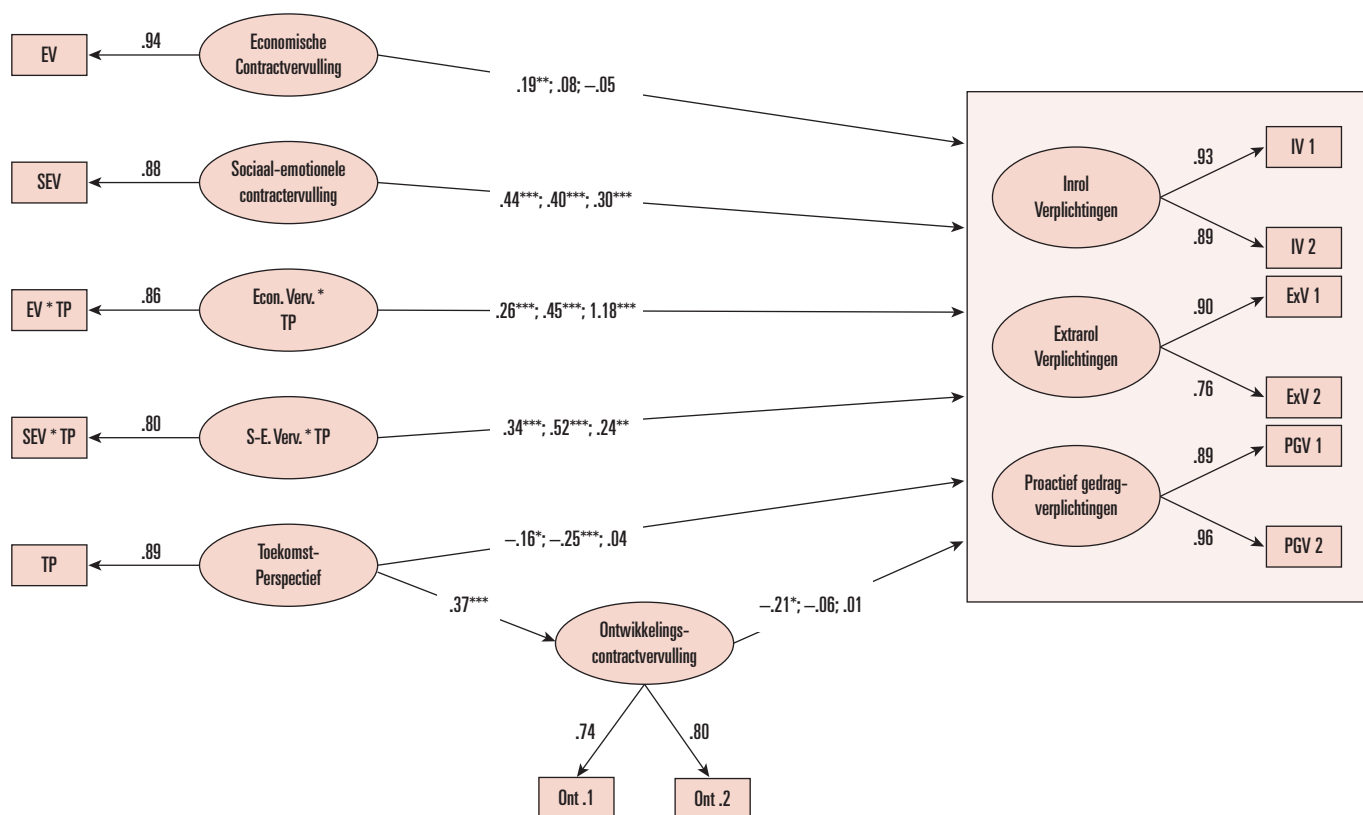 EV
.94
Economische
Contractvervulling
.19**; .08; –.05
SEV
.88
Sociaal-emotionele
contractervulling
.44***; .40***; .30***
EV * TP
.86
Econ. Verv. *
TP
.26***; .45***; 1.18***
SEV * TP
.80
S-E. Verv. * TP
.34***; .52***; .24**
TP
.89
Toekomst-
Perspectief
–.16*; –.25***; .04
.37***
Ontwikkelings-
contractvervulling
–.21*; –.06; .01
.74
.80
Ont .1
Ont .2
Inrol
Verplichtingen
.93
IV 1
.89
IV 2
Extrarol
Verplichtingen
.90
ExV 1
.76
ExV 2
Proactief gedrag-
verplichtingen
.89
PGV 1
.96
PGV 2